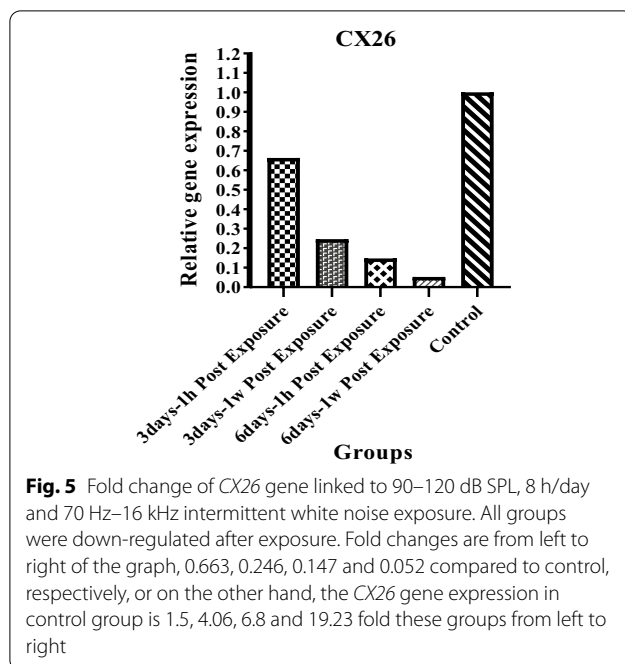 CX26
1.2
1.1
1.0
0.9
0.8
0.7
0.6
0.5
0.4
0.3
0.2
0.1
0.0
Relative gene expression
3days-1h Post Exposure
3days-1w Post Exposure
6days-1h Post Exposure
6days-1w Post Exposure
Control
Groups
Fig. 5 Fold change of CX26 gene linked to 90–120 dB SPL, 8 h/day
and 70 Hz–16 kHz intermittent white noise exposure. All groups
were down-regulated after exposure. Fold changes are from left to
right of the graph, 0.663, 0.246, 0.147 and 0.052 compared to control,
respectively, or on the other hand, the CX26 gene expression in
control group is 1.5, 4.06, 6.8 and 19.23 fold these groups from left to
right